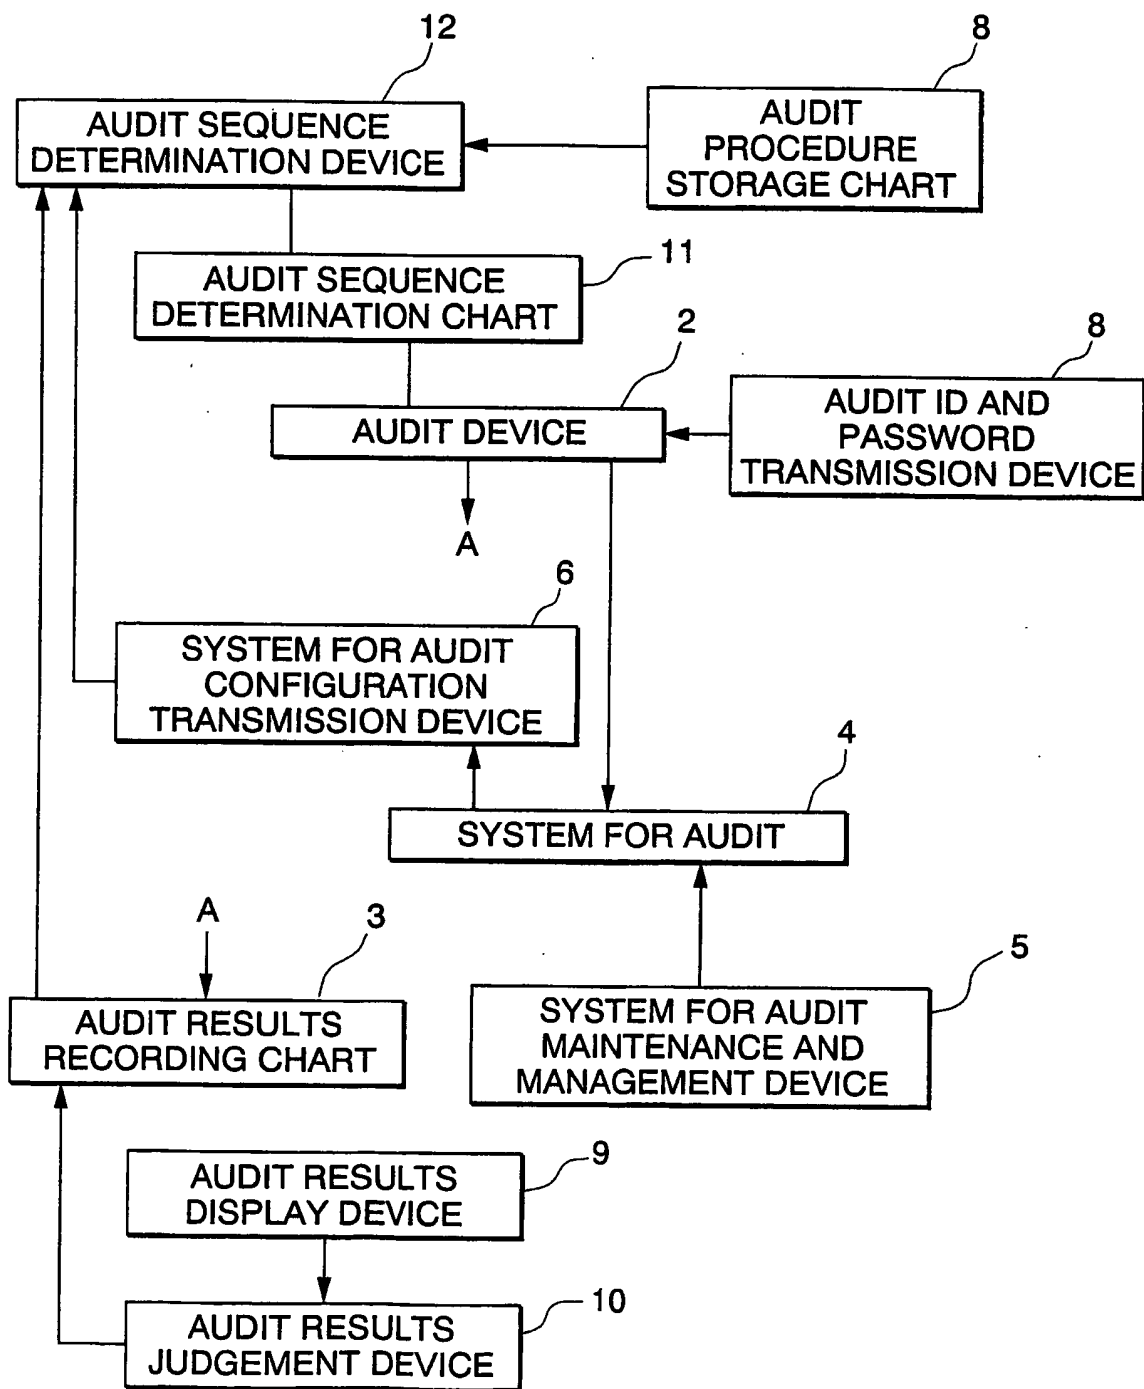 12
8
AUDIT SEQUENCE
DETERMINATION DEVICE
AUDIT
PROCEDURE
STORAGE CHART
11
AUDIT SEQUENCE
DETERMINATION CHART
2
8
AUDIT DEVICE
AUDIT ID AND
PASSWORD
TRANSMISSION DEVICE
A
6
SYSTEM FOR AUDIT
CONFIGURATION
TRANSMISSION DEVICE
4
SYSTEM FOR AUDIT
A
3
5
AUDIT RESULTS
RECORDING CHART
SYSTEM FOR AUDIT
MAINTENANCE AND
MANAGEMENT DEVICE
9
AUDIT RESULTS
DISPLAY DEVICE
10
AUDIT RESULTS
JUDGEMENT DEVICE